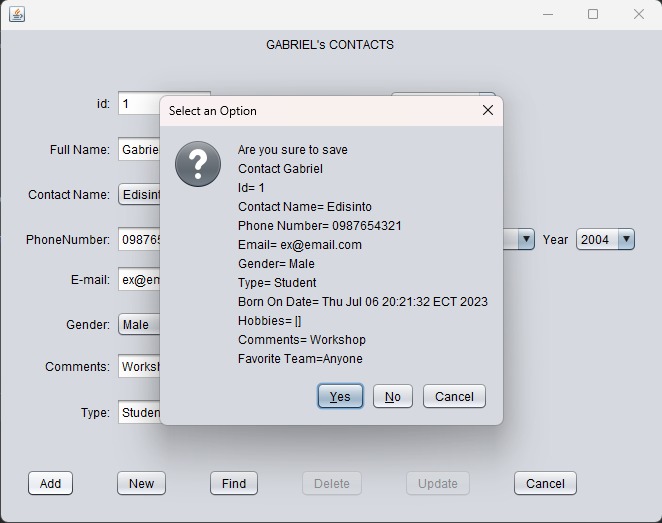 GABRIEL's CONTACTS
id: 1
Full Name: Gabrie
Contact Name: Edisint
PhoneNumber: 09876
Year 2004
E-mail: ex@em
Gender: Male
Comments: Worksh
Type: Studen
Select an Option
Are you sure to save
Contact Gabriel
Id= 1
Contact Name= Edisinto
Phone Number= 0987654321
Email= ex@email.com
Gender= Male
Type= Student
Born On Date= Thu Jul 06 20:21:32 ECT 2023
Hobbies= []
Comments= Workshop
Favorite Team=Anyone
Yes No Cancel
Add New Find Delete Update Cancel